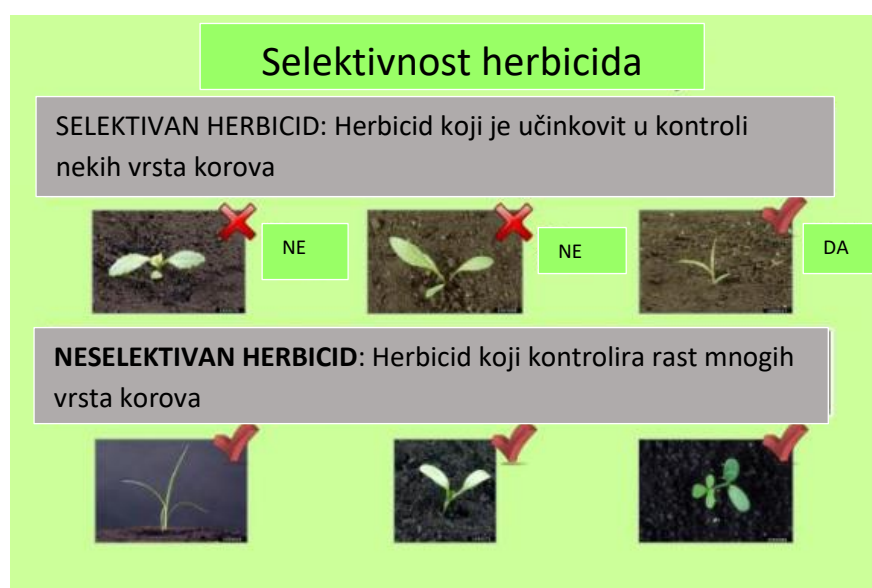 Selektivnost herbicida
SELEKTIVAN HERBICID: Herbicid koji je učinkovit u kontroli
nekih vrsta korova
NE
NE
DA
NESELEKTIVAN HERBICID: Herbicid koji kontrolira rast mnogih
vrsta korova